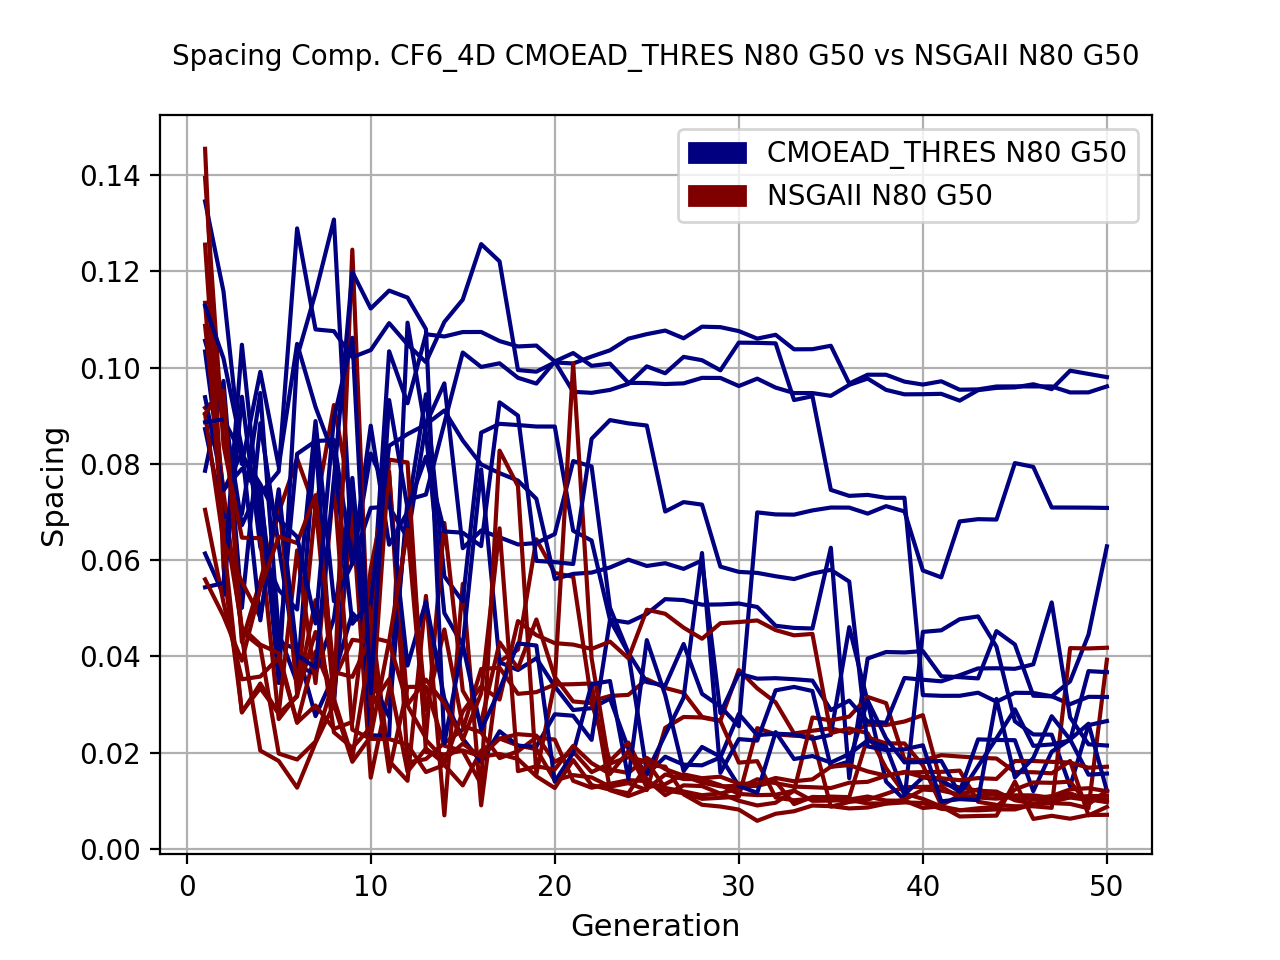 Spacing Comp. CF6_4D CMOEAD_THRES N80 G50 vs NSGAII N80 G50
CMOEAD_THRES N80 G50
NSGAII N80 G50
0.14
0.12
0.10
0.08
0.06
0.04
0.02
0.00
Spacing
0 10 20 30 40 50
Generation